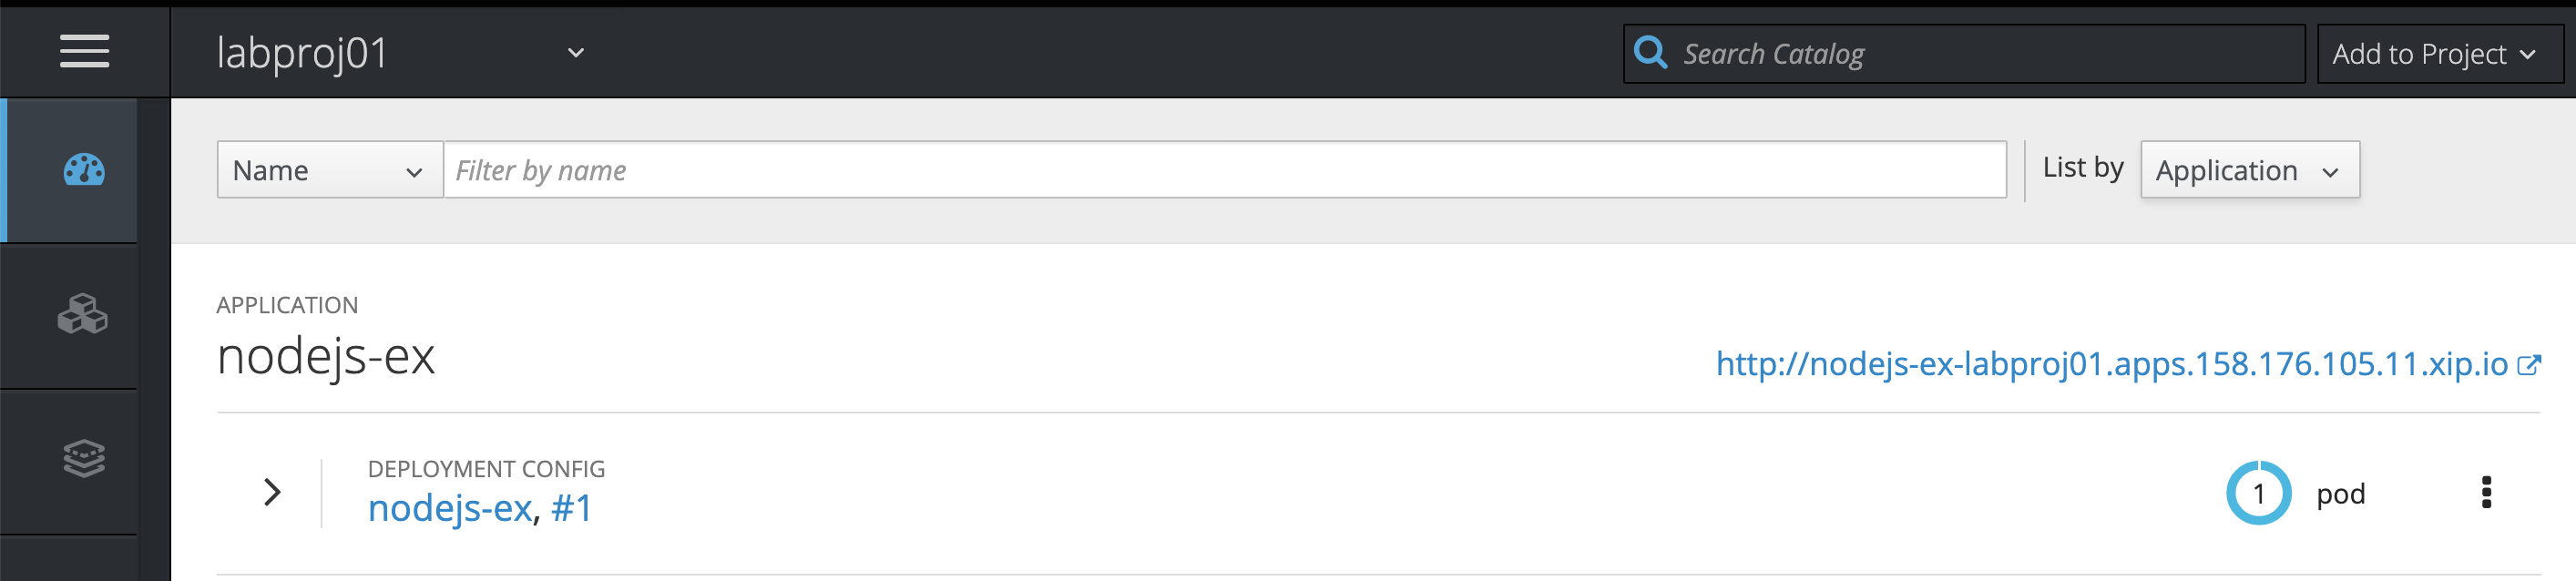 labproj01
Search Catalog
Add to Project
Name
Filter by name
List by
Application
APPLICATION
nodejs-ex
http://nodejs-ex-labproj01.apps.158.176.105.11.xip.io
DEPLOYMENT CONFIG
nodejs-ex, #1
1
pod